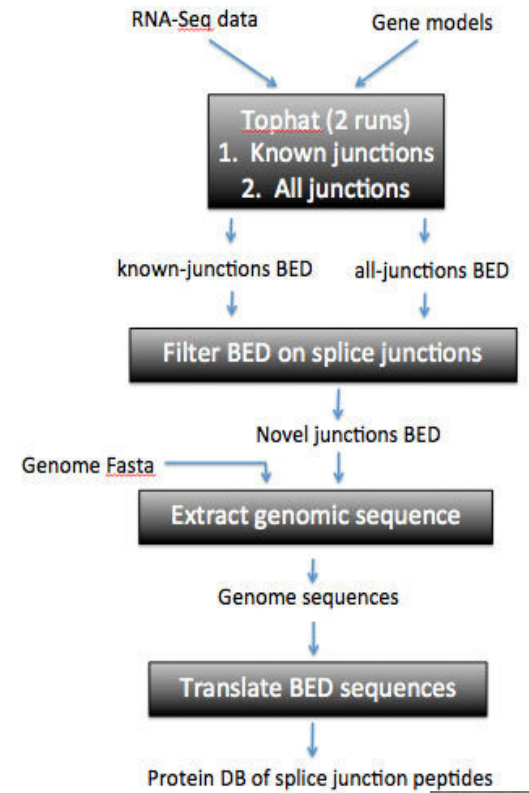 RNA-Seq data
Gene models
Tophat (2 runs)
1. Known junctions
2. All junctions
known-junctions BED
all-junctions BED
Filter BED on splice junctions
Novel junctions BED
Genome Fasta
Extract genomic sequence
Genome sequences
Translate BED sequences
Protein DB of splice junction peptides